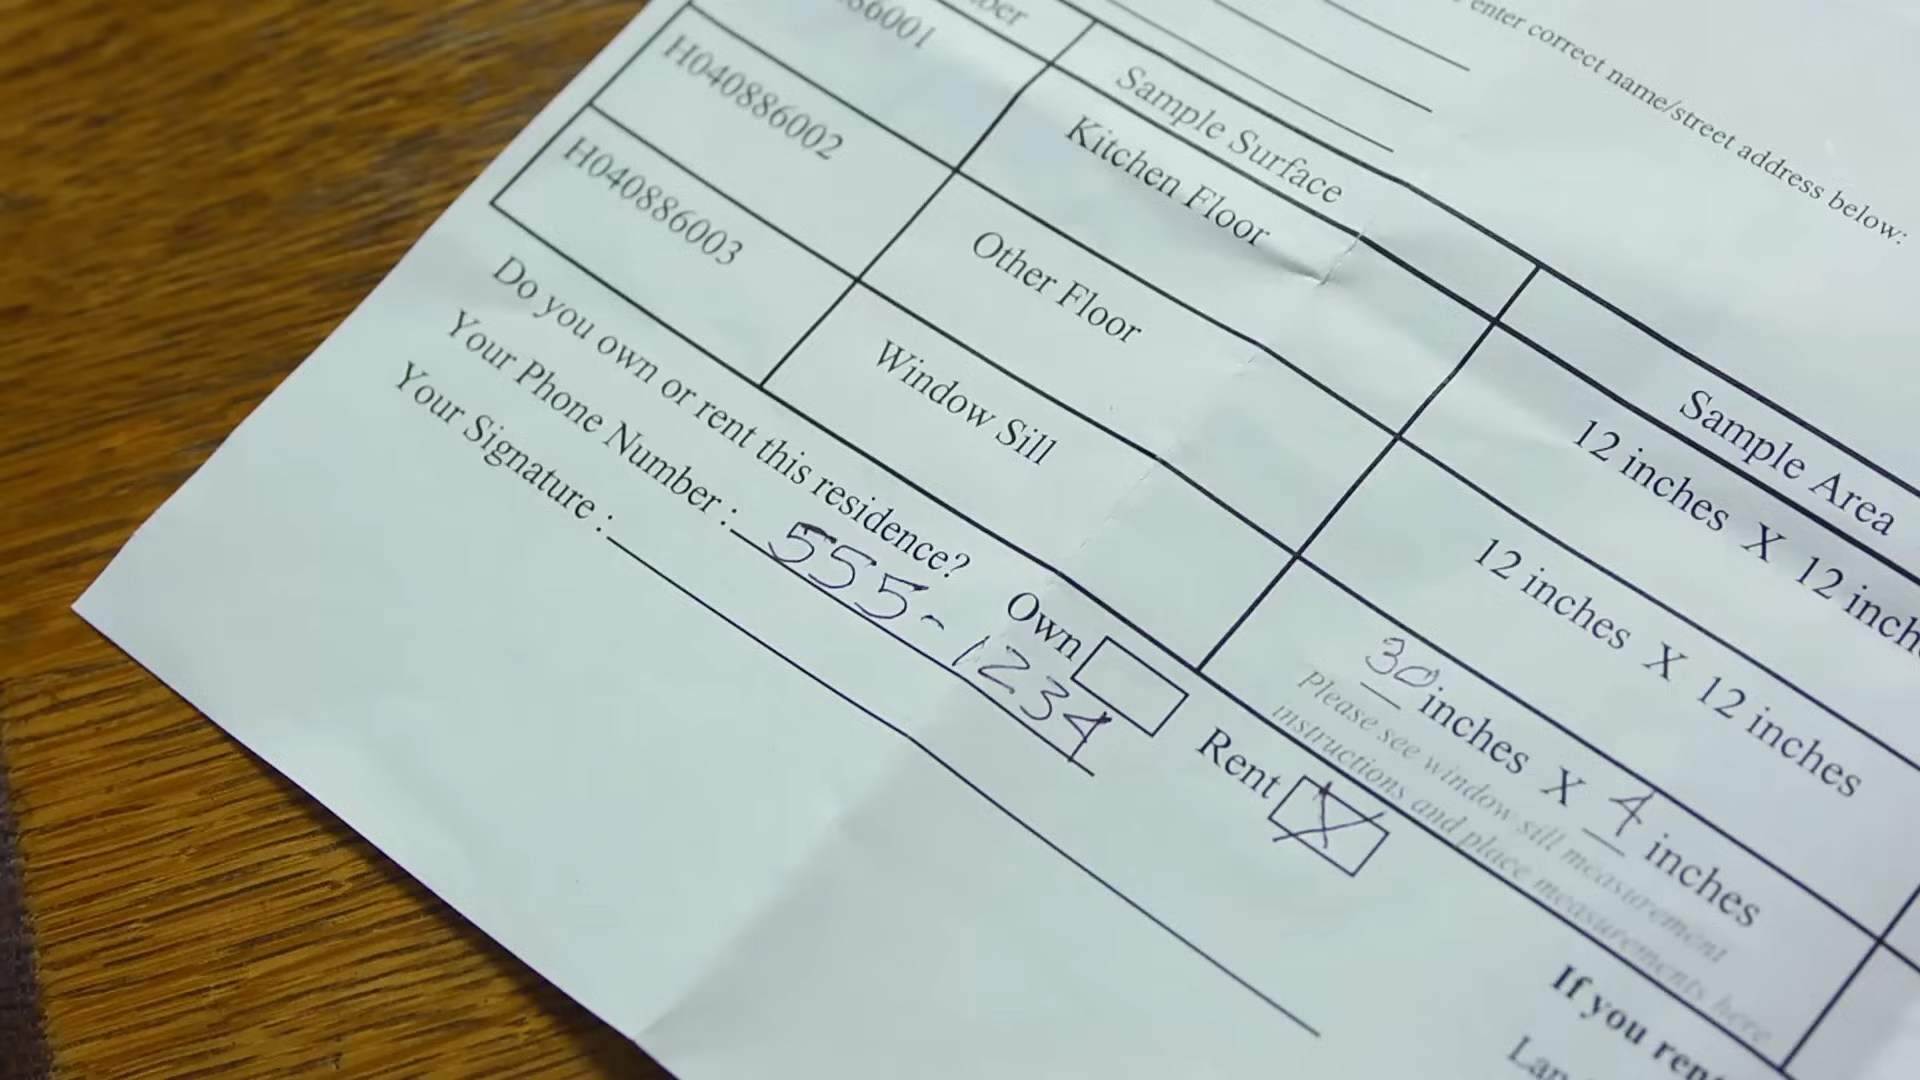 enter correct name/street address below:
Sample Surface
Sample Area
86001
Kitchen Floor
12 inches X 12
H040886002
Other Floor
12 inches X 12 inches
H040886003
Window Sill
30 inches X 4 inches
Please see window sill measurement
instructions and place measurements here
Do you own or rent this residence? Own Rent X
Your Phone Number : 555-1234
Your Signature :
If you rent